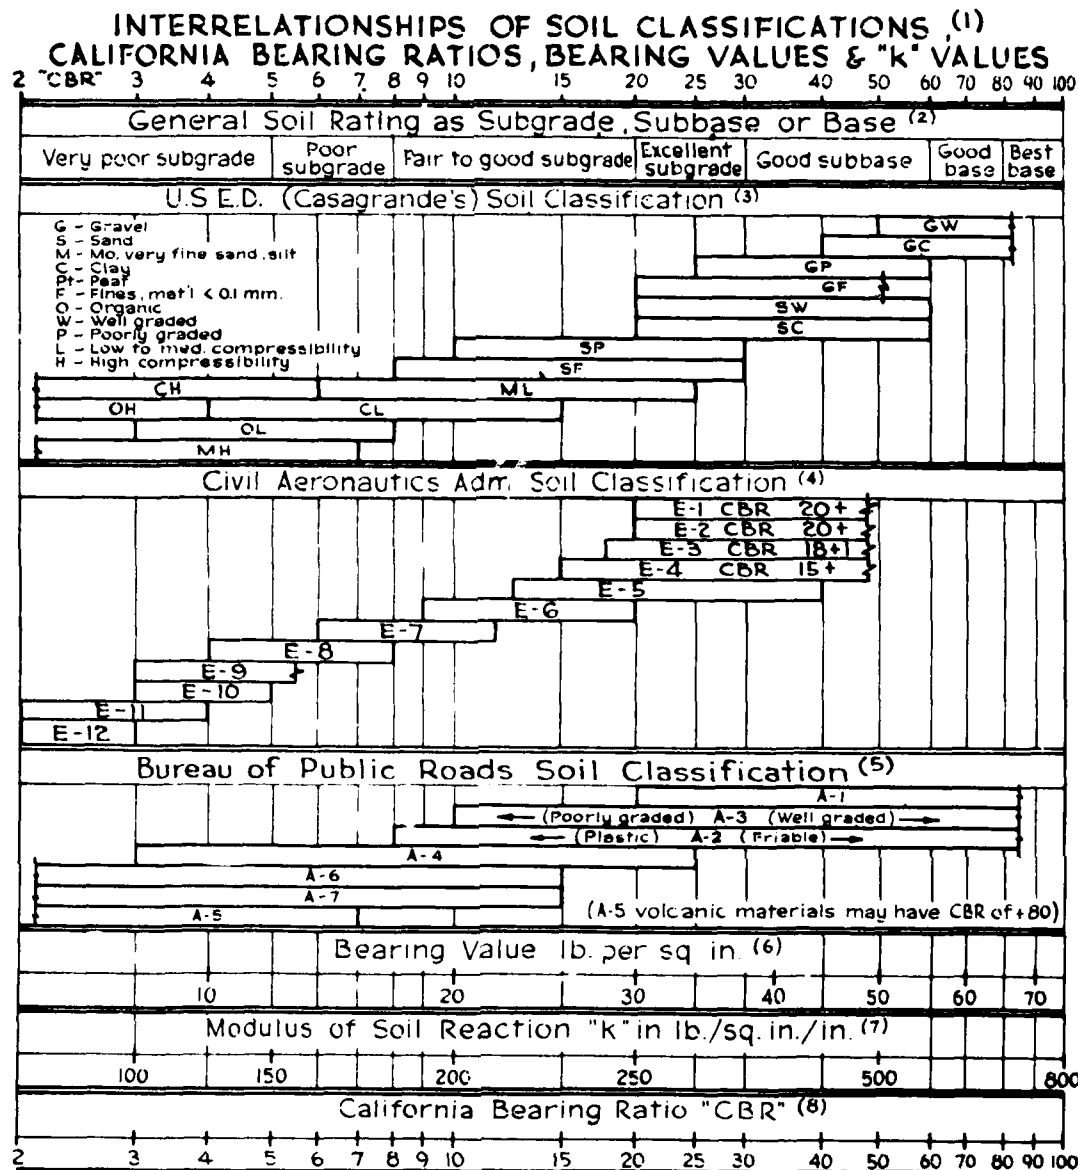 INTERRELATIONSHIPS OF SOIL CLASSIFICATIONS, (1)
CALIFORNIA BEARING RATIOS, BEARING VALUES & "k" VALUES
2 "CBR" 3 4 5 6 7 8 9 10 15 20 25 30 40 50 60 70 80 90 100
General Soil Rating as Subgrade, Subbase or Base (2)
Very poor subgrade
Poor
subgrade
Fair to good subgrade
Excellent
subgrade
Good subbase
Good
base
Best
base
U.S E.D. (Casagrande's) Soil Classification (3)
G - Gravel
S - Sand
M - Mo, very fine sand, silt
C - Clay
Pt- Peat
F - Fines, mat'l < 0.1 mm.
O - Organic
W - Well graded
P - Poorly graded
L - Low to med. compressibility
H - High compressibility
GW
GC
GP
GF
SW
SC
SP
SF
CH ML
OH CL
OL
MH
Civil Aeronautics Adm. Soil Classification (4)
E-1 CBR 20+
E-2 CBR 20+
E-3 CBR 18+
E-4 CBR 15+
E-5
E-6
E-7
E-8
E-9
E-10
E-11
E-12
Bureau of Public Roads Soil Classification (5)
A-1
(Poorly graded) A-3 (Well graded)
(Plastic) A-2 (Friable)
A-4
A-6
A-7
A-5
(A-5 volcanic materials may have CBR of +80)
Bearing Value lb. per sq in. (6)
10 20 30 40 50 60 70
Modulus of Soil Reaction "k" in lb./sq. in./in. (7)
100 150 200 250 500 800
California Bearing Ratio "CBR" (8)
2 3 4 5 6 7 8 9 10 15 20 25 30 40 50 60 70 80 90 100